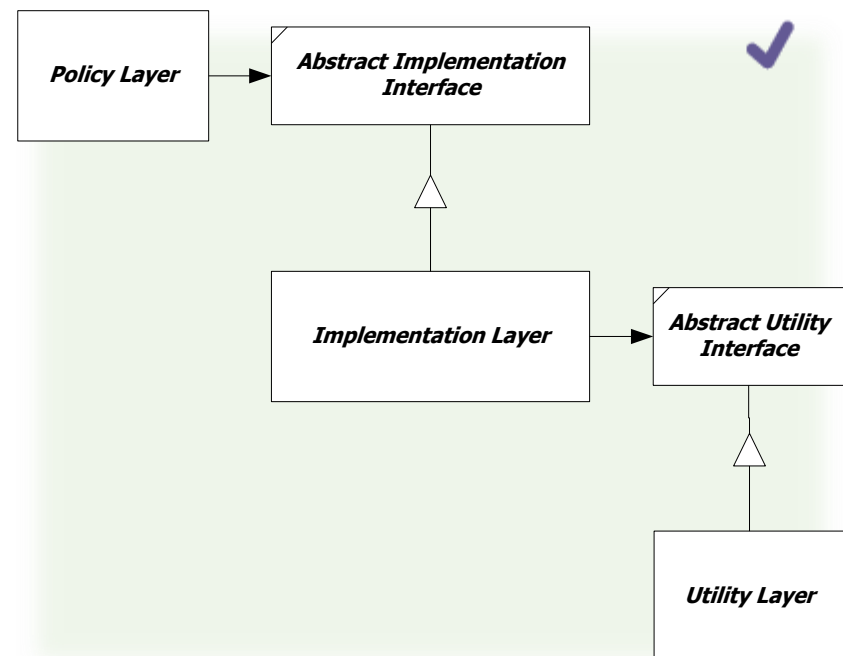 Policy Layer
Abstract Implementation
Interface
Implementation Layer
Abstract Utility
Interface
Utility Layer